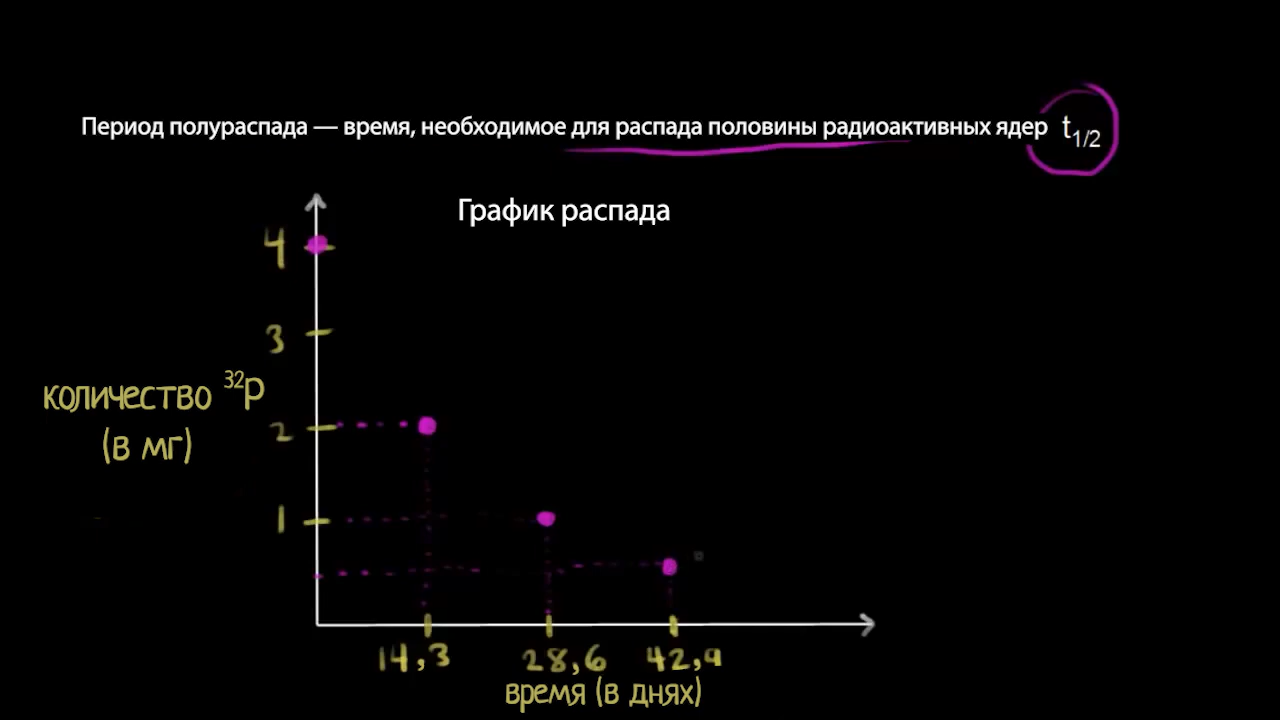 Период полураспада — время, необходимое для распада половины радиоактивных ядер t1/2
График распада
4
3
количество 32P
(в мг)
2
1
14,3 28,6 42,9
время (в днях)